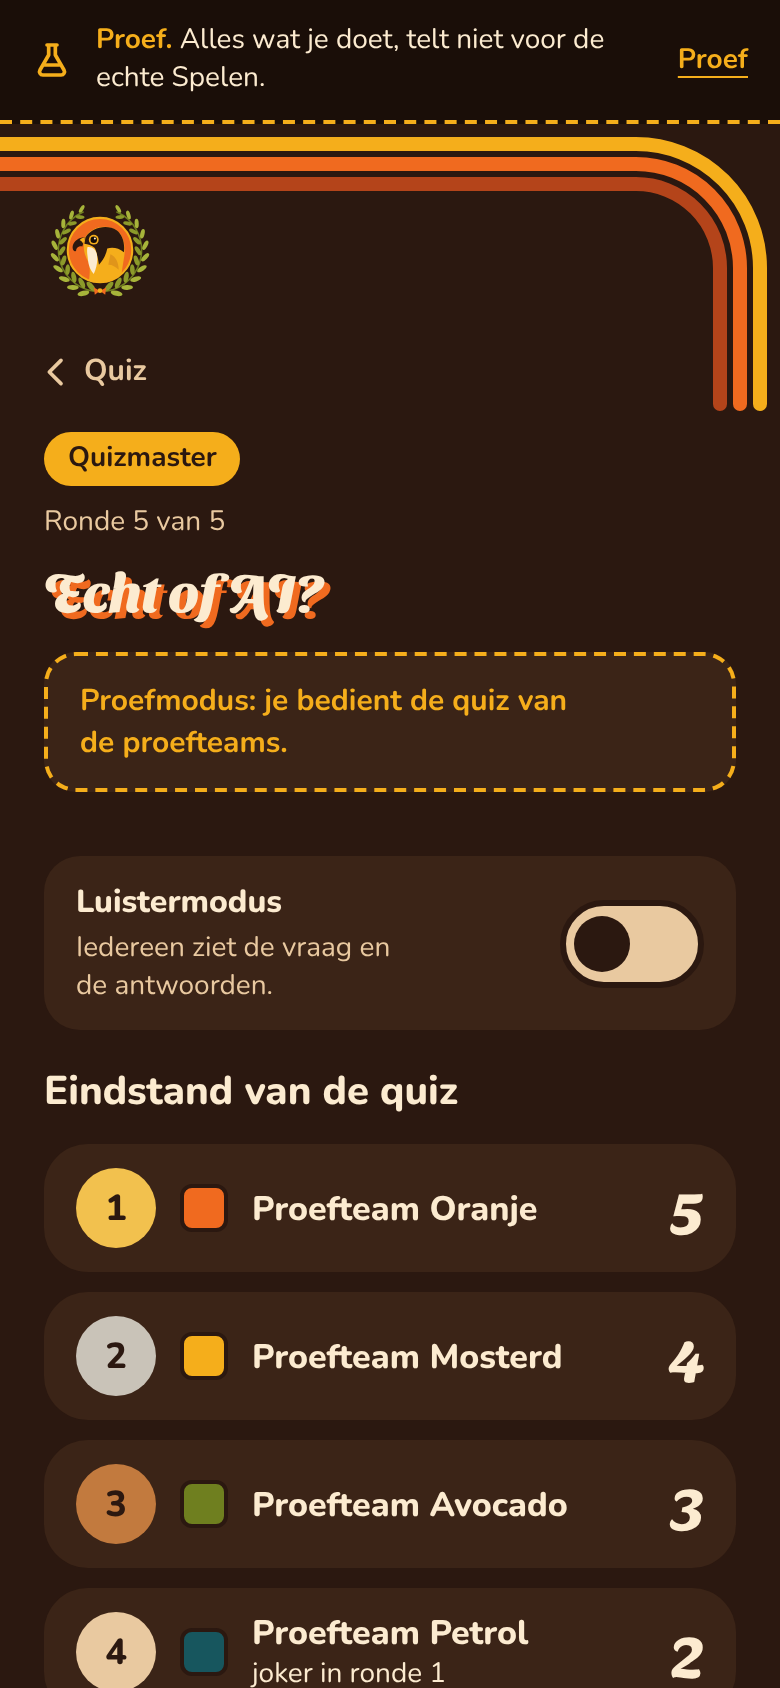 Proef. Alles wat je doet, telt niet voor de
echte Spelen.
Proef
Quiz
Quizmaster
Ronde 5 van 5
Echt of AI?
Proefmodus: je bedient de quiz van
de proefteams.
Luistermodus
Iedereen ziet de vraag en
de antwoorden.
Eindstand van de quiz
1 Proefteam Oranje 5
2 Proefteam Mosterd 4
3 Proefteam Avocado 3
4 Proefteam Petrol 2
joker in ronde 1